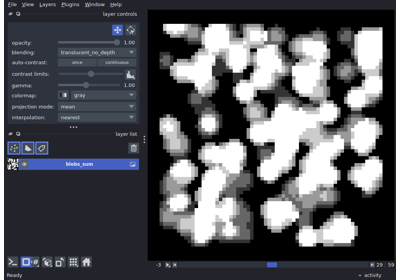 File View Layers Plugins Window Help
layer controls
opacity: 1.00
blending: translucent_no_depth
auto-contrast: once continuous
contrast limits:
gamma: 1.00
colormap: gray
projection mode: mean
interpolation: nearest
layer list
blobs_sum
-3 29 59
Ready activity